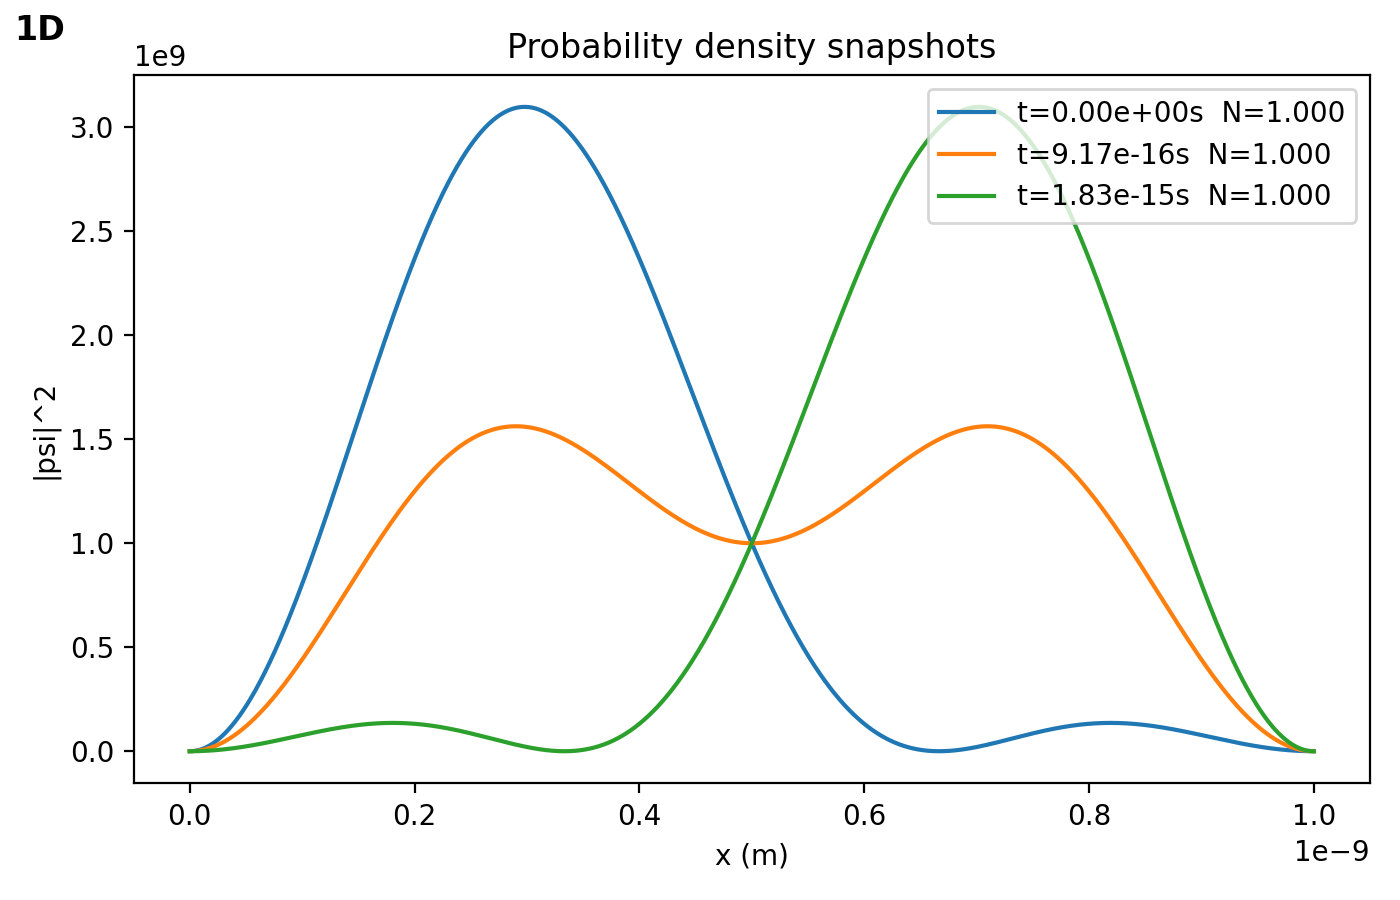 1D
Probability density snapshots
1e9
t=0.00e+00s  N=1.000
t=9.17e-16s  N=1.000
t=1.83e-15s  N=1.000
3.0
2.5
2.0
1.5
1.0
0.5
0.0
|psi|^2
0.0 0.2 0.4 0.6 0.8 1.0
x (m)
1e−9